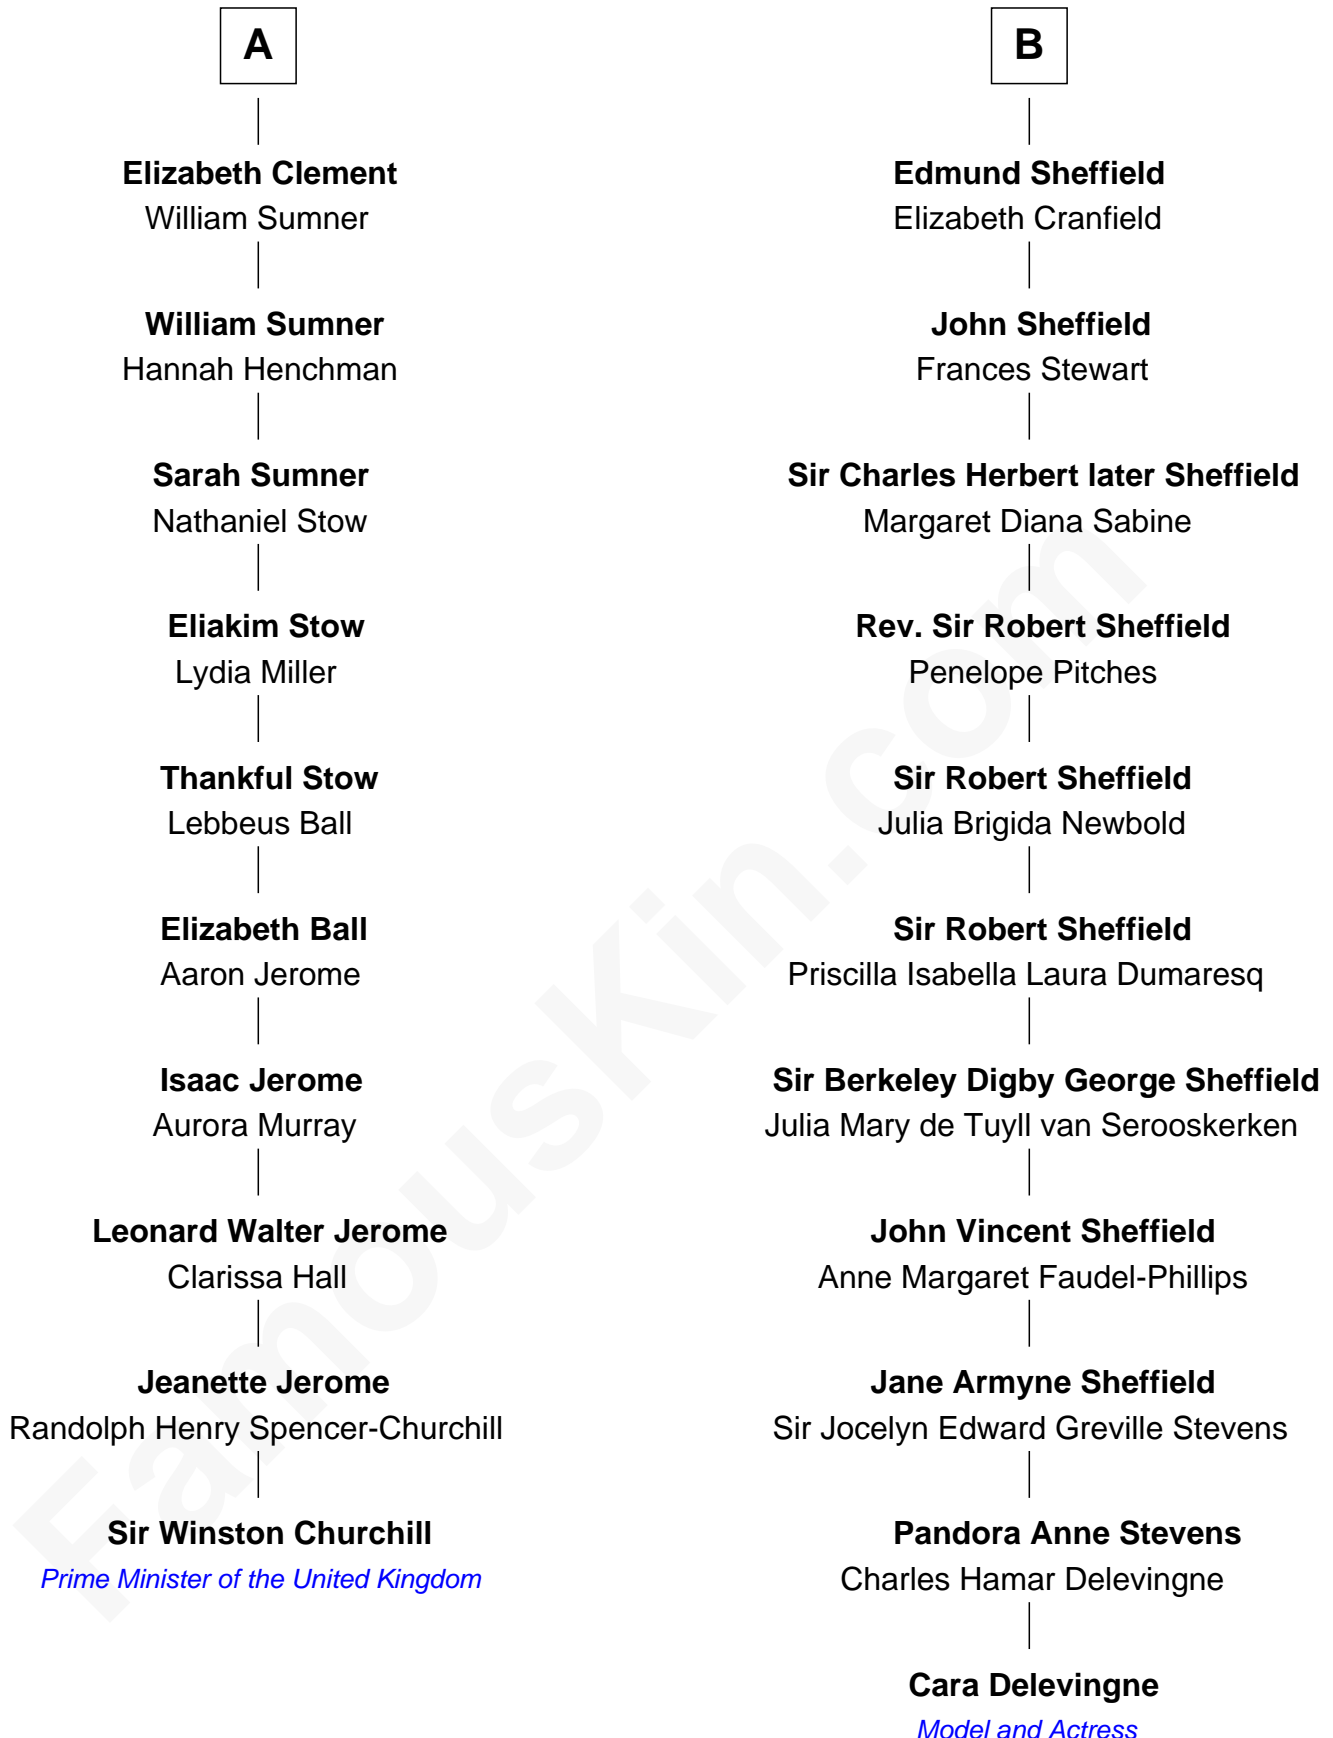 A
Elizabeth Clement
William Sumner
William Sumner
Hannah Henchman
Sarah Sumner
Nathaniel Stow
Eliakim Stow
Lydia Miller
Thankful Stow
Lebbeus Ball
Elizabeth Ball
Aaron Jerome
Isaac Jerome
Aurora Murray
Leonard Walter Jerome
Clarissa Hall
Jeanette Jerome
Randolph Henry Spencer-Churchill
Sir Winston Churchill
Prime Minister of the United Kingdom
B
Edmund Sheffield
Elizabeth Cranfield
John Sheffield
Frances Stewart
Sir Charles Herbert later Sheffield
Margaret Diana Sabine
Rev. Sir Robert Sheffield
Penelope Pitches
Sir Robert Sheffield
Julia Brigida Newbold
Sir Robert Sheffield
Priscilla Isabella Laura Dumaresq
Sir Berkeley Digby George Sheffield
Julia Mary de Tuyll van Serooskerken
John Vincent Sheffield
Anne Margaret Faudel-Phillips
Jane Armyne Sheffield
Sir Jocelyn Edward Greville Stevens
Pandora Anne Stevens
Charles Hamar Delevingne
Cara Delevingne
Model and Actress
FamousKin.com